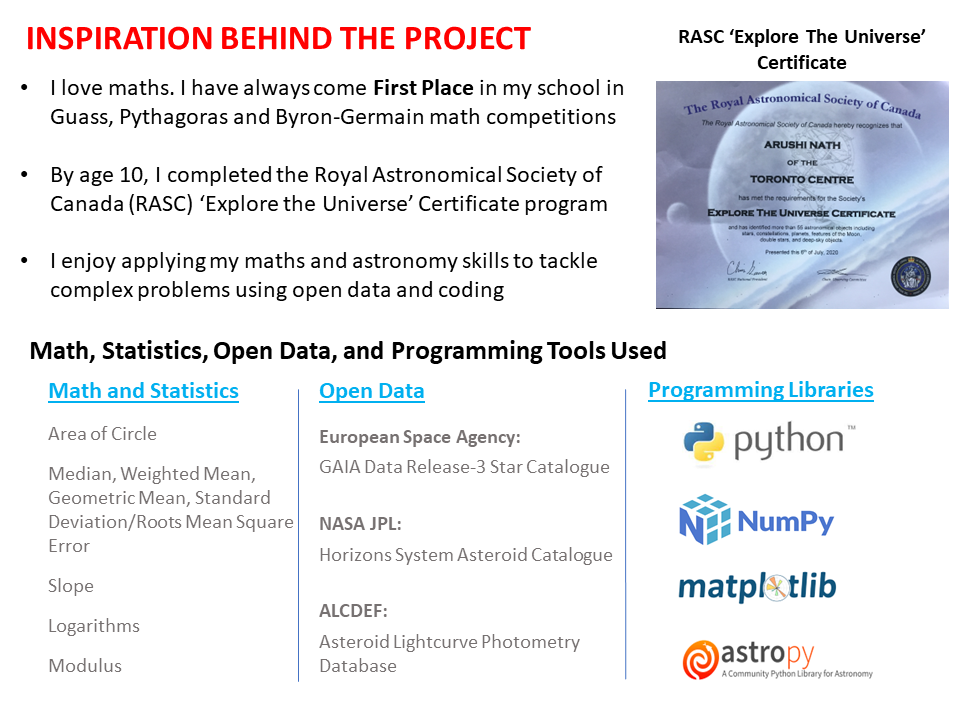 INSPIRATION BEHIND THE PROJECT
• I love maths. I have always come First Place in my school in
Guass, Pythagoras and Byron-Germain math competitions
• By age 10, I completed the Royal Astronomical Society of
Canada (RASC) ‘Explore the Universe’ Certificate program
• I enjoy applying my maths and astronomy skills to tackle
complex problems using open data and coding
RASC ‘Explore The Universe’
Certificate
The Royal Astronomical Society of Canada
The Royal Astronomical Society of Canada hereby recognizes that
ARUSHI NATH
OF THE
TORONTO CENTRE
has met the requirements for the Society's
EXPLORE THE UNIVERSE CERTIFICATE
and has identified more than 55 astronomical objects including
stars, constellations, planets, features of the Moon,
double stars, and deep-sky objects.
Presented this 6th of July, 2020
Math, Statistics, Open Data, and Programming Tools Used
Math and Statistics
Area of Circle
Median, Weighted Mean,
Geometric Mean, Standard
Deviation/Roots Mean Square
Error
Slope
Logarithms
Modulus
Open Data
European Space Agency:
GAIA Data Release-3 Star Catalogue
NASA JPL:
Horizons System Asteroid Catalogue
ALCDEF:
Asteroid Lightcurve Photometry
Database
Programming Libraries
python™
NumPy
matplotlib
astropy
A Community Python Library for Astronomy